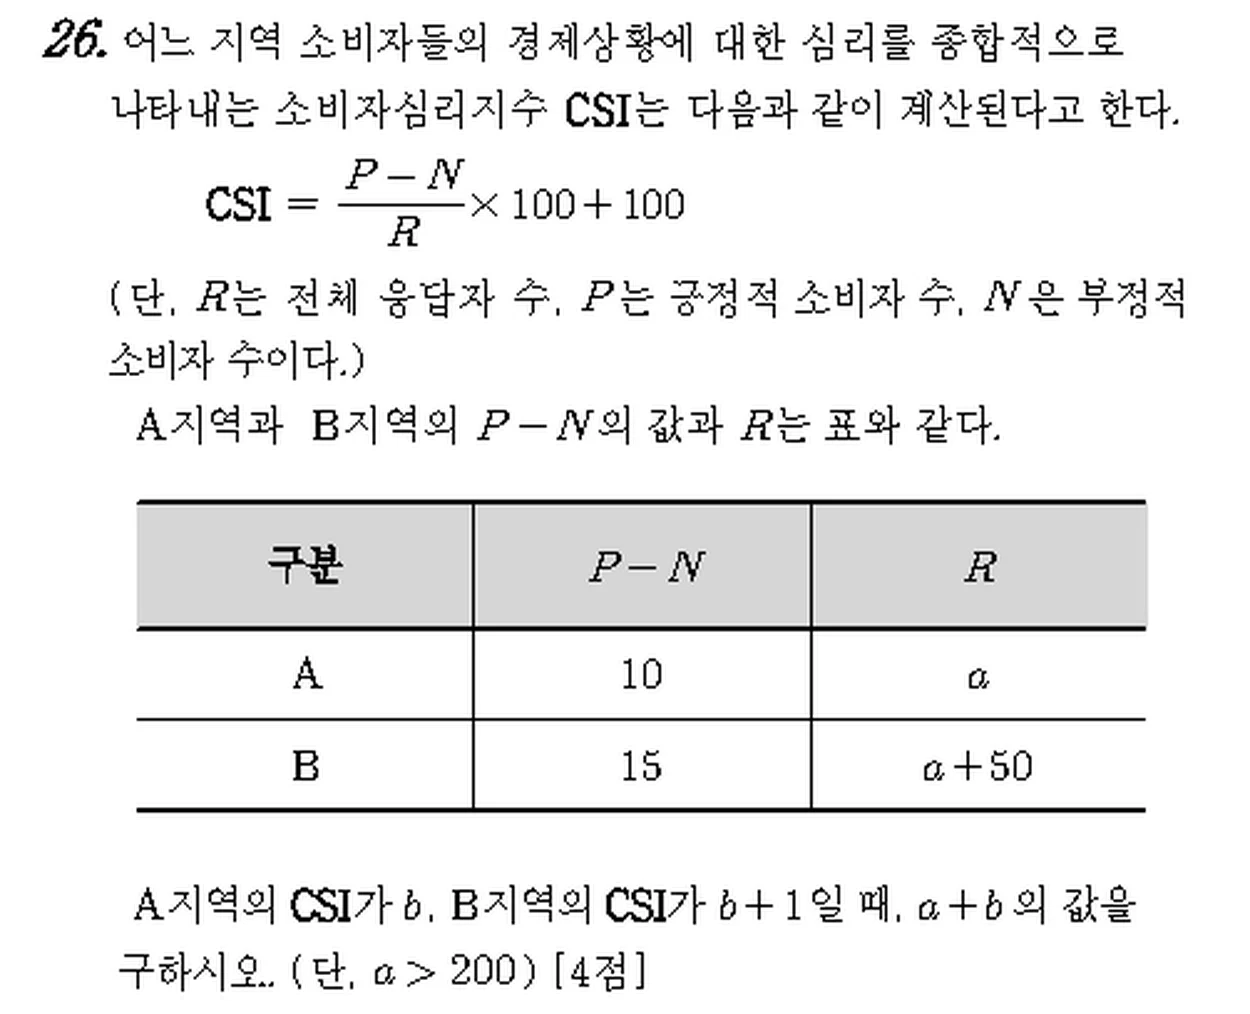 26. 어느 지역 소비자들의 경제상황에 대한 심리를 종합적으로
나타내는 소비자심리지수 CSI는 다음과 같이 계산된다고 한다.
CSI = \frac{P-N}{R} × 100 + 100
(단, R는 전체 응답자 수, P는 긍정적 소비자 수, N은 부정적
소비자 수이다.)
A지역과 B지역의 P-N의 값과 R는 표와 같다.
구분 P-N R
A 10 a
B 15 a+50
A지역의 CSI가 b, B지역의 CSI가 b+1일 때, a+b의 값을
구하시오.. (단, a > 200) [4점]